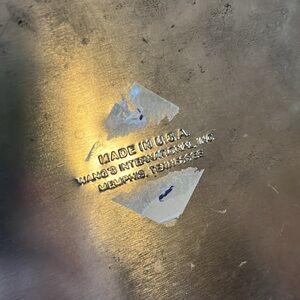 MADE IN U.S.A.
WANG'S INTERNATIONAL, INC
MEMPHIS, TENNESSEE